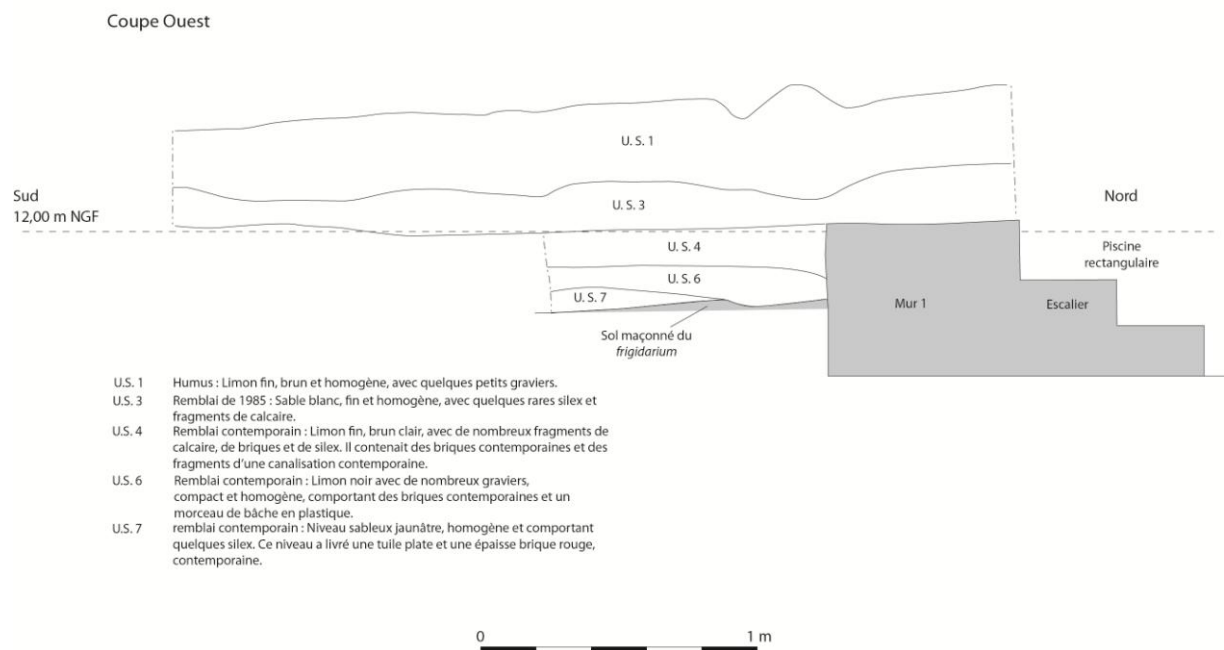 Coupe Ouest
U. S. 1
Sud
12,00 m NGF
U. S. 3
Nord
U. S. 4
Piscine
rectangulaire
U. S. 6
U. S. 7
Mur 1
Escalier
Sol maçonné du
frigidarium
U.S. 1 Humus : Limon fin, brun et homogène, avec quelques petits graviers.
U.S. 3 Remblai de 1985 : Sable blanc, fin et homogène, avec quelques rares silex et
fragments de calcaire.
U.S. 4 Remblai contemporain : Limon fin, brun clair, avec de nombreux fragments de
calcaire, de briques et de silex. Il contenait des briques contemporaines et des
fragments d'une canalisation contemporaine.
U.S. 6 Remblai contemporain : Limon noir avec de nombreux graviers,
compact et homogène, comportant des briques contemporaines et un
morceau de bâche en plastique.
U.S. 7 remblai contemporain : Niveau sableux jaunâtre, homogène et comportant
quelques silex. Ce niveau a livré une tuile plate et une épaisse brique rouge,
contemporaine.
0 1 m